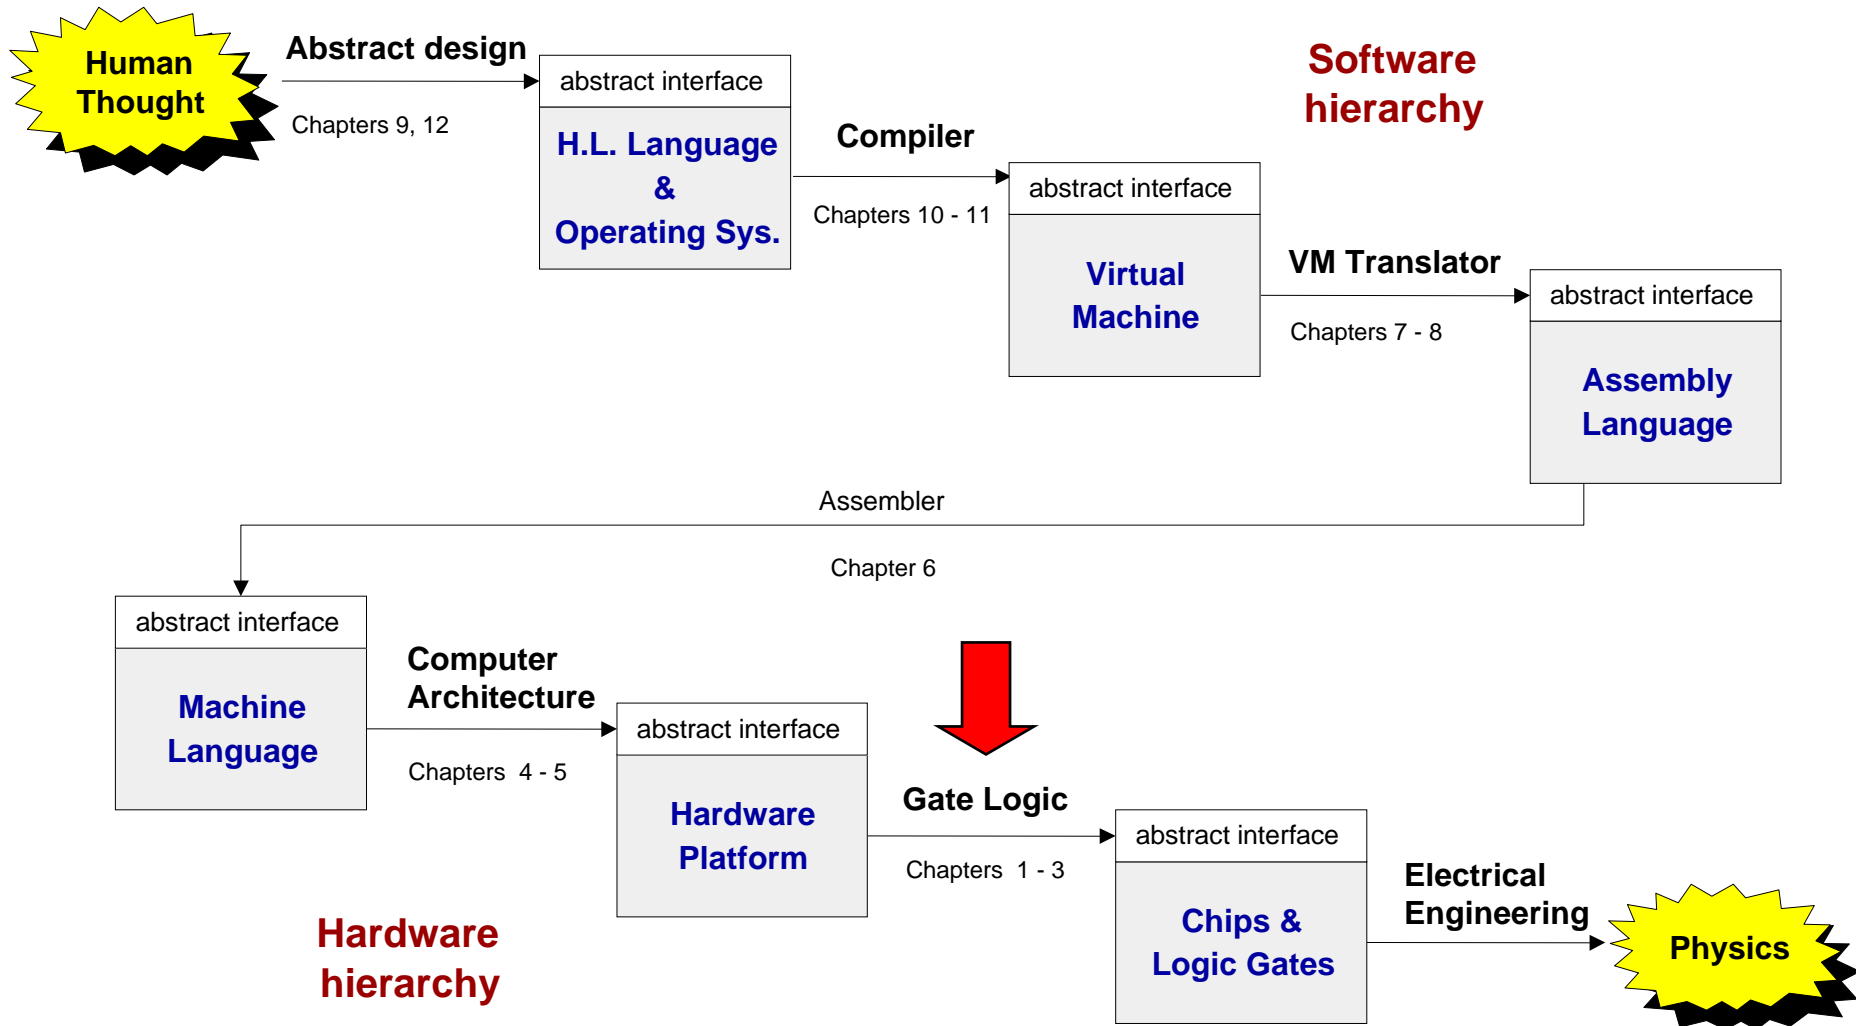 Human
Thought
Abstract design
Chapters 9, 12
abstract interface
H.L. Language
&
Operating Sys.
Software
hierarchy
Compiler
Chapters 10 - 11
abstract interface
Virtual
Machine
VM Translator
Chapters 7 - 8
abstract interface
Assembly
Language
Assembler
Chapter 6
abstract interface
Machine
Language
Computer
Architecture
Chapters 4 - 5
abstract interface
Hardware
Platform
Gate Logic
Chapters 1 - 3
abstract interface
Chips &
Logic Gates
Electrical
Engineering
Physics
Hardware
hierarchy